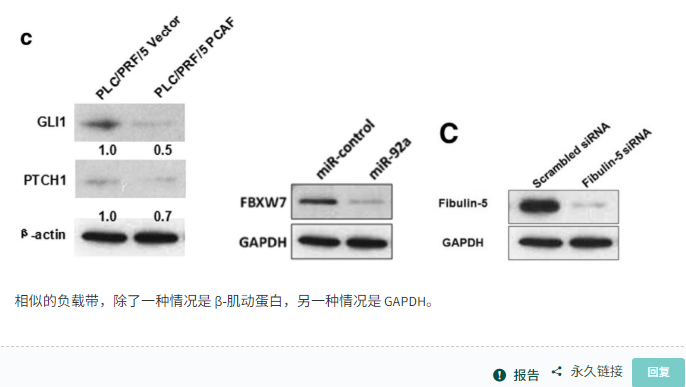 c
PLC/PRF/5 Vector
PLC/PRF/5 PCAF
GLI1
1.0 0.5
PTCH1
1.0 0.7
β-actin
miR-control
miR-92a
FBXW7
GAPDH
C
Scrambled siRNA
Fibulin-5 siRNA
Fibulin-5
GAPDH
相似的负载带，除了一种情况是 β-肌动蛋白，另一种情况是 GAPDH。
报告 永久链接 回复